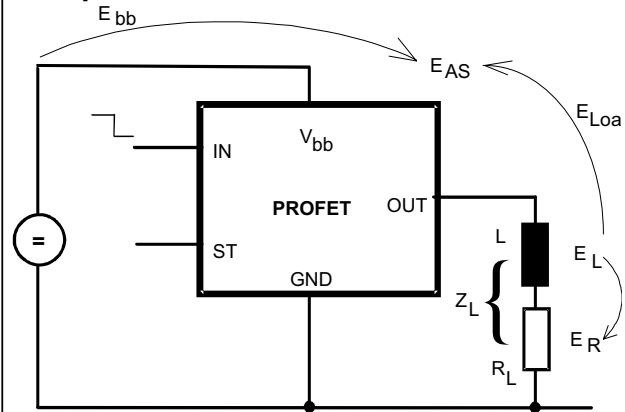 E bb
E AS
E Loa
V bb
IN
PROFET
OUT
=
ST
L
E L
GND
Z L {
E R
R L